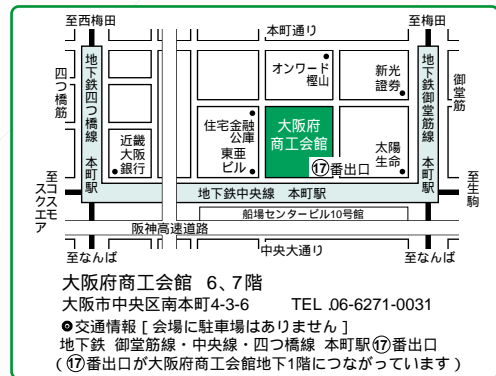 至西梅田
至梅田
本町通り
四つ橋筋
地下鉄四つ橋線 本町駅
オンワード
樫山
新光
證券
地下鉄御堂筋線 本町駅
御堂筋
近畿
大阪
銀行
住宅金融
公庫
東亜
ビル
大阪府
商工会館
太陽
生命
⑰番出口
至コスモ
スクエア
地下鉄中央線 本町駅
至生駒
船場センタービル10号館
阪神高速道路
中央大通り
至なんば
至なんば
大阪府商工会館 6、7階
大阪市中央区南本町4-3-6 TEL .06-6271-0031
●交通情報 [ 会場に駐車場はありません ]
地下鉄 御堂筋線・中央線・四つ橋線 本町駅⑰番出口
( ⑰番出口が大阪府商工会館地下1階につながっています )